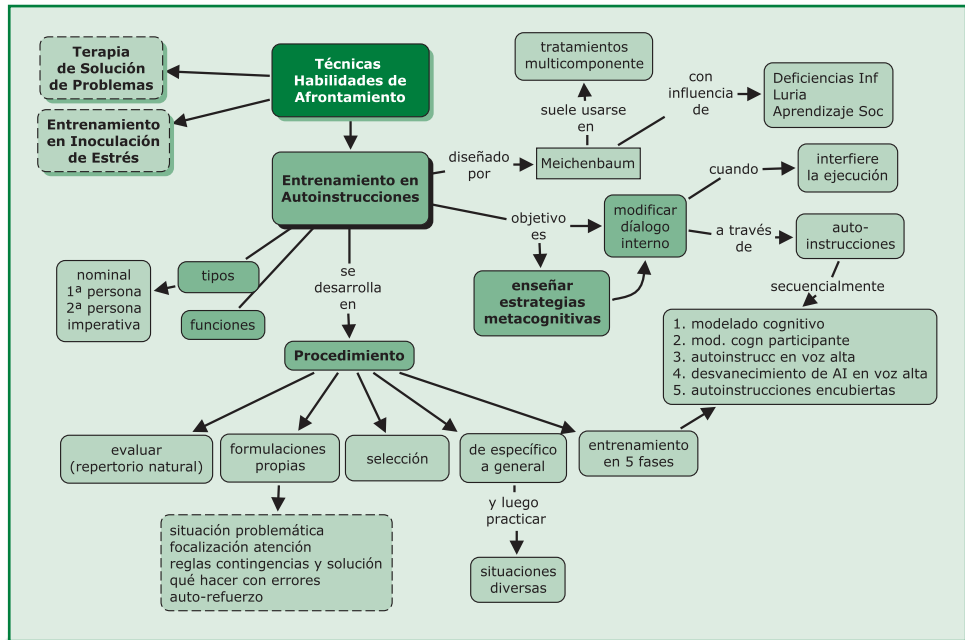 Terapia
de Solución
de Problemas
Técnicas
Habilidades de
Afrontamiento
tratamientos
multicomponente
con
influencia
de
Deficiencias Inf
Luria
Aprendizaje Soc
Entrenamiento
en Inoculación
de Estrés
suele usarse
en
Entrenamiento en
Autoinstrucciones
diseñado
por
Meichenbaum
cuando
interfiere
la ejecución
objetivo
es
modificar
díalogo
interno
a través
de
auto-
instrucciones
nominal
1ª persona
2ª persona
imperativa
tipos
funciones
se
desarrolla
en
enseñar
estrategias
metacognitivas
secuencialmente
1. modelado cognitivo
2. mod. cogn participante
3. autoinstrucc en voz alta
4. desvanecimiento de AI en voz alta
5. autoinstrucciones encubiertas
Procedimiento
evaluar
(repertorio natural)
formulaciones
propias
selección
de específico
a general
entrenamiento
en 5 fases
y luego
practicar
situación problemática
focalización atención
reglas contingencias y solución
qué hacer con errores
auto-refuerzo
situaciones
diversas